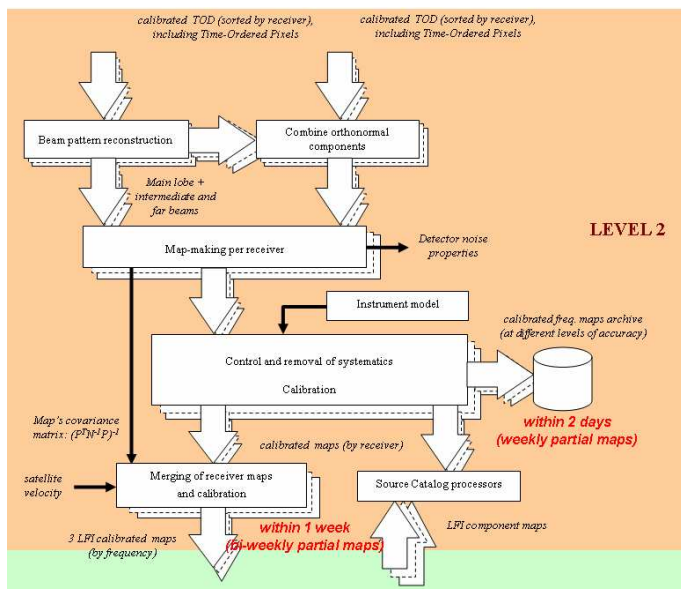 calibrated TOD (sorted by receiver),
including Time-Ordered Pixels
calibrated TOD (sorted by receiver),
including Time-Ordered Pixels
Beam pattern reconstruction
Combine orthonormal
components
Main lobe +
intermediate and
far beams
LEVEL 2
Map-making per receiver
Detector noise
properties
Instrument model
calibrated freq. maps archive
(at different levels of accuracy)
Control and removal of systematics
Calibration
within 2 days
(weekly partial maps)
Map's covariance
matrix: (PᵀN⁻¹P)⁻¹
calibrated maps (by receiver)
satellite
velocity
Merging of receiver maps
and calibration
Source Catalog processors
within 1 week
(bi-weekly partial maps)
3 LFI calibrated maps
(by frequency)
LFI component maps